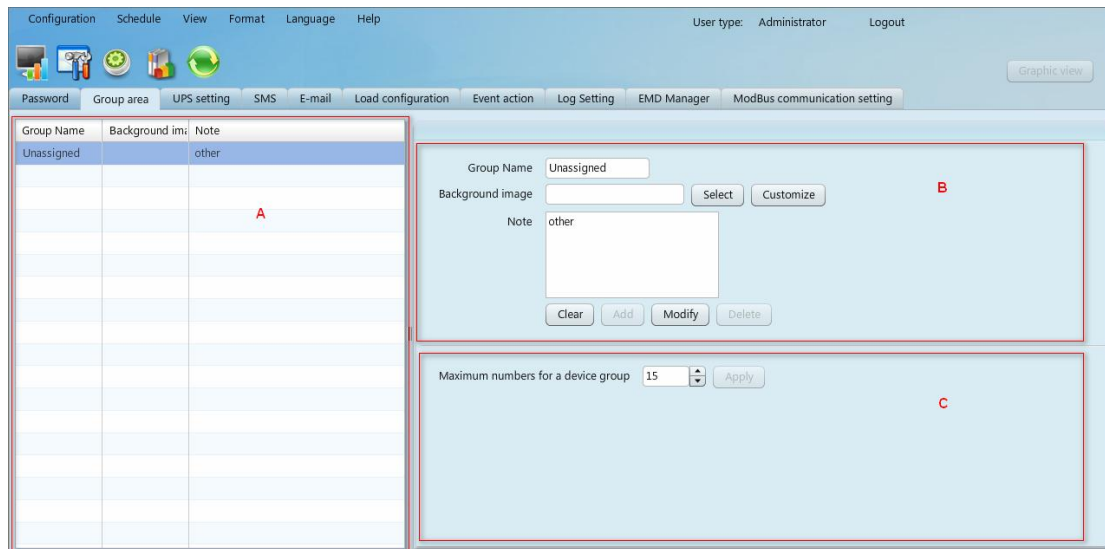 Configuration Schedule View Format Language Help User type: Administrator Logout
Graphic view
Password Group area UPS setting SMS E-mail Load configuration Event action Log Setting EMD Manager ModBus communication setting
Group Name Background ima Note
Unassigned other
A
Group Name Unassigned
B
Background image Select Customize
Note other
Clear Add Modify Delete
Maximum numbers for a device group 15 Apply
C